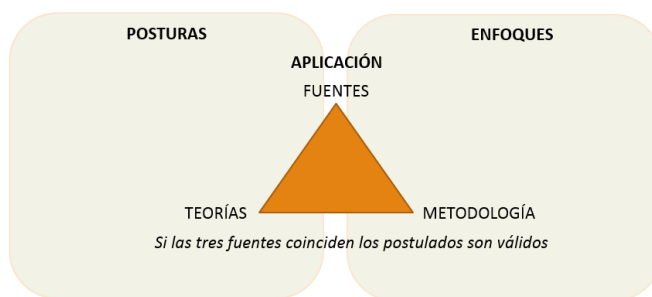 POSTURAS
ENFOQUES
APLICACIÓN
FUENTES
TEORÍAS
METODOLOGÍA
Si las tres fuentes coinciden los postulados son válidos